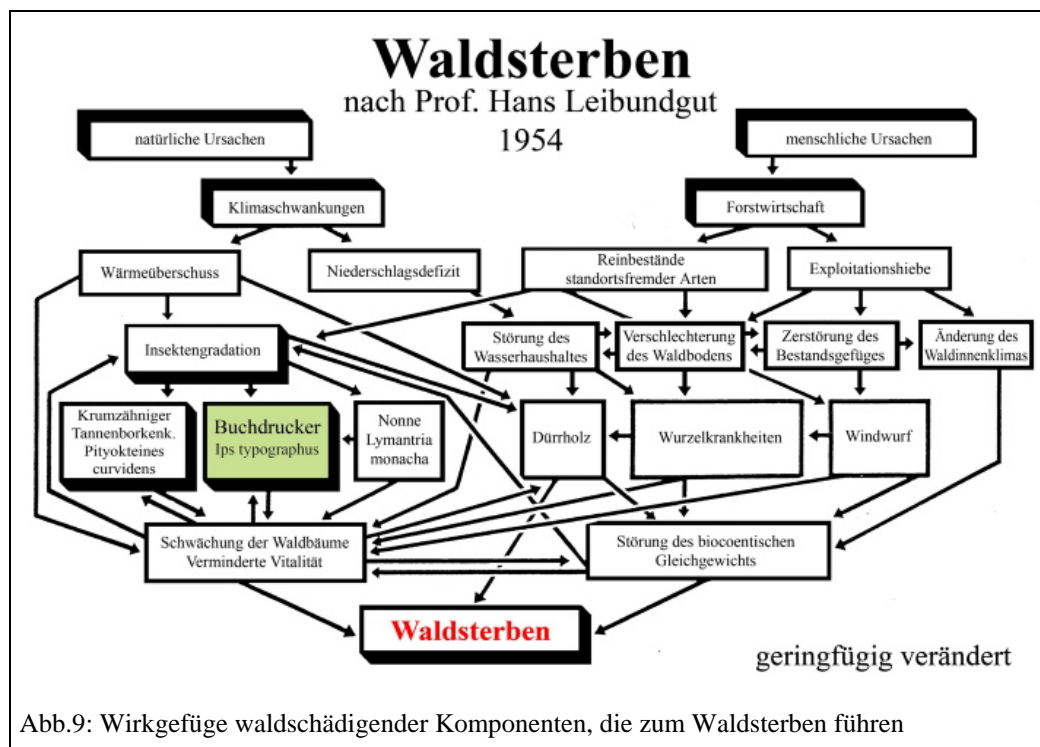 Waldsterben
nach Prof. Hans Leibundgut
1954
natürliche Ursachen
menschliche Ursachen
Klimaschwankungen
Forstwirtschaft
Wärmeüberschuss
Niederschlagsdefizit
Reinbestände
standortsfremder Arten
Exploitationshiebe
Insektengradation
Störung des
Wasserhaushaltes
Verschlechterung
des Waldbodens
Zerstörung des
Bestandsgefüges
Änderung des
Waldinnenklimas
Krumzähniger
Tannenborkenk.
Pityokteines
curvidens
Buchdrucker
Ips typographus
Nonne
Lymantria
monacha
Dürrholz
Wurzelkrankheiten
Windwurf
Schwächung der Waldbäume
Verminderte Vitalität
Störung des biocoentischen
Gleichgewichts
Waldsterben
geringfügig verändert
Abb.9: Wirkgefüge waldschädigender Komponenten, die zum Waldsterben führen